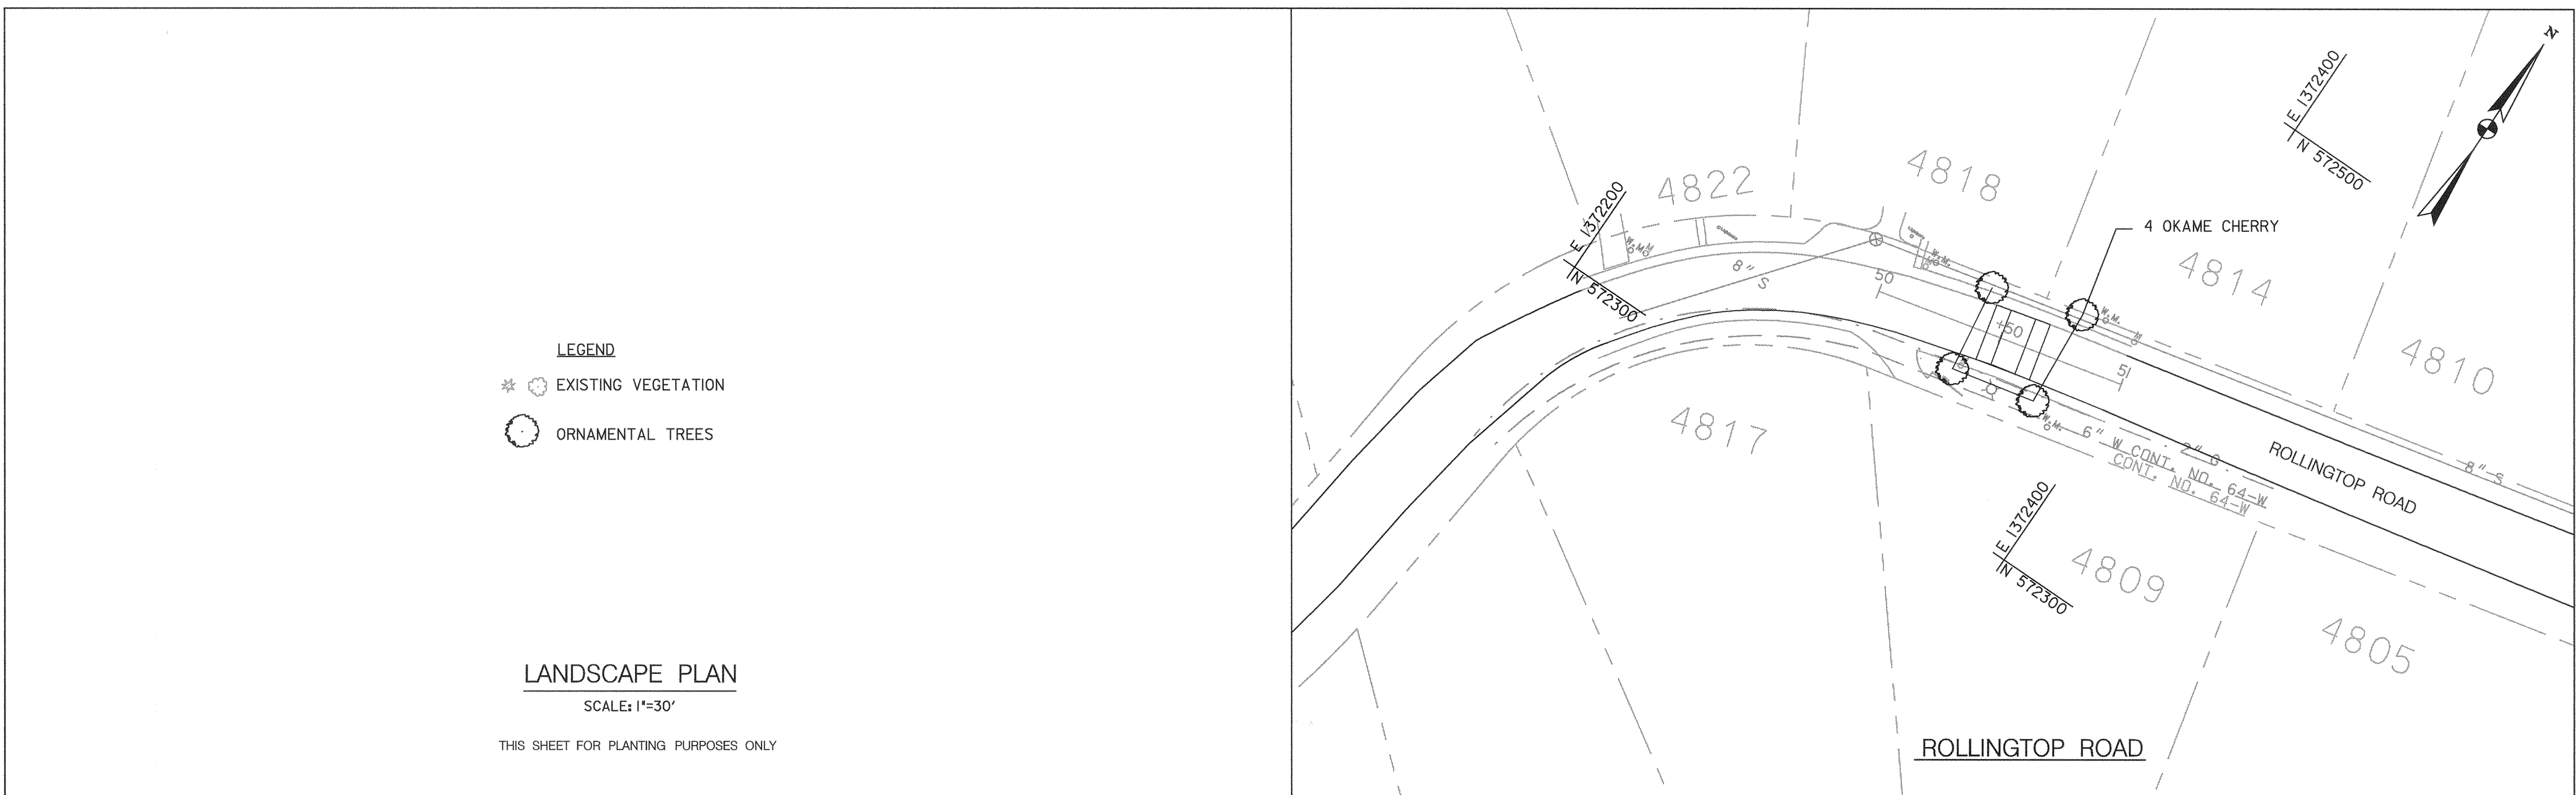 LEGEND
EXISTING VEGETATION
ORNAMENTAL TREES
LANDSCAPE PLAN
SCALE: 1"=30'
THIS SHEET FOR PLANTING PURPOSES ONLY
N
E 1372400
N 572500
4822
4818
E 1372200
N 572300
4 OKAME CHERRY
4814
4810
W.M.
W.M.
W.M.
8" S
50
+50
51
4817
W.M.
6" W CONT. NO. 64-W
CONT. NO. 64-W
2" G
ROLLINGTOP ROAD
8" S
E 1372400
N 572300
4809
4805
ROLLINGTOP ROAD